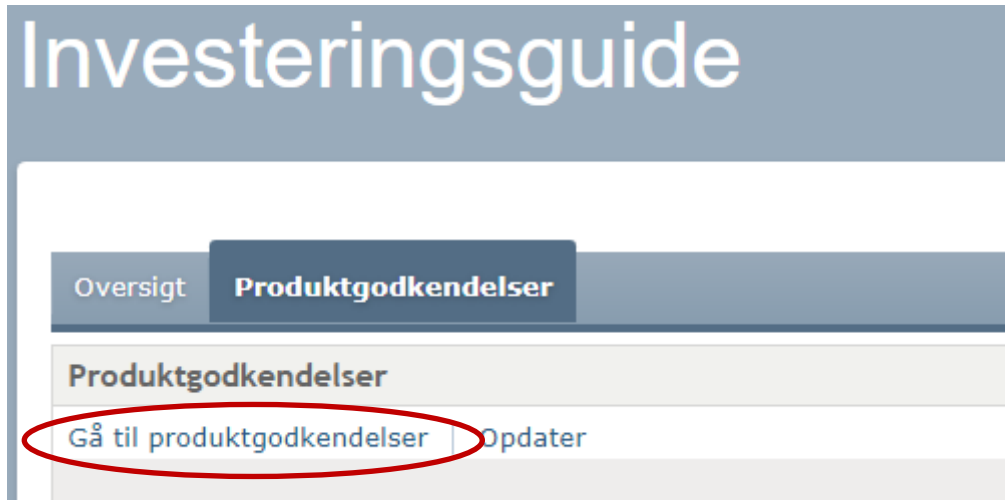 Investeringsguide
Oversigt Produktgodkendelser
Produktgodkendelser
Gå til produktgodkendelser | Opdater